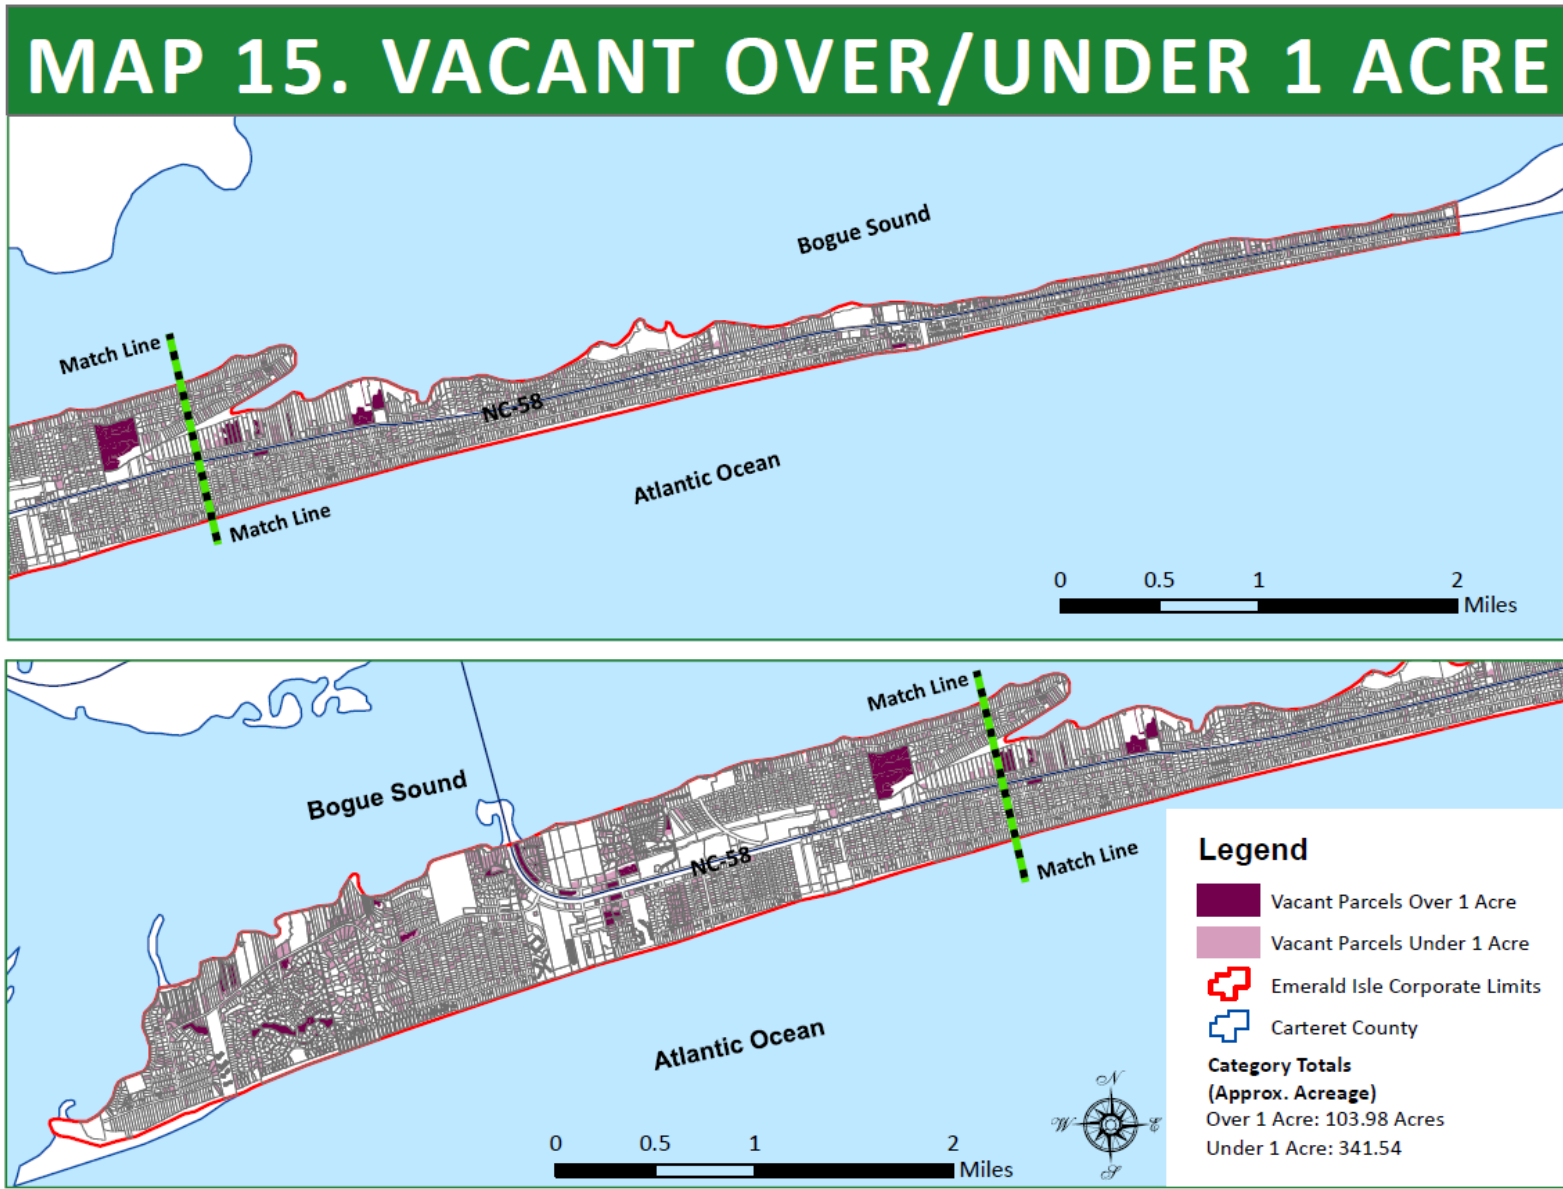 MAP 15. VACANT OVER/UNDER 1 ACRE
Bogue Sound
Match Line
NC-58
Atlantic Ocean
Match Line
0 0.5 1 2
Miles
Match Line
Bogue Sound
NC-58
Match Line
Atlantic Ocean
Legend
Vacant Parcels Over 1 Acre
Vacant Parcels Under 1 Acre
Emerald Isle Corporate Limits
Carteret County
Category Totals
(Approx. Acreage)
Over 1 Acre: 103.98 Acres
Under 1 Acre: 341.54
N
W E
S
0 0.5 1 2
Miles